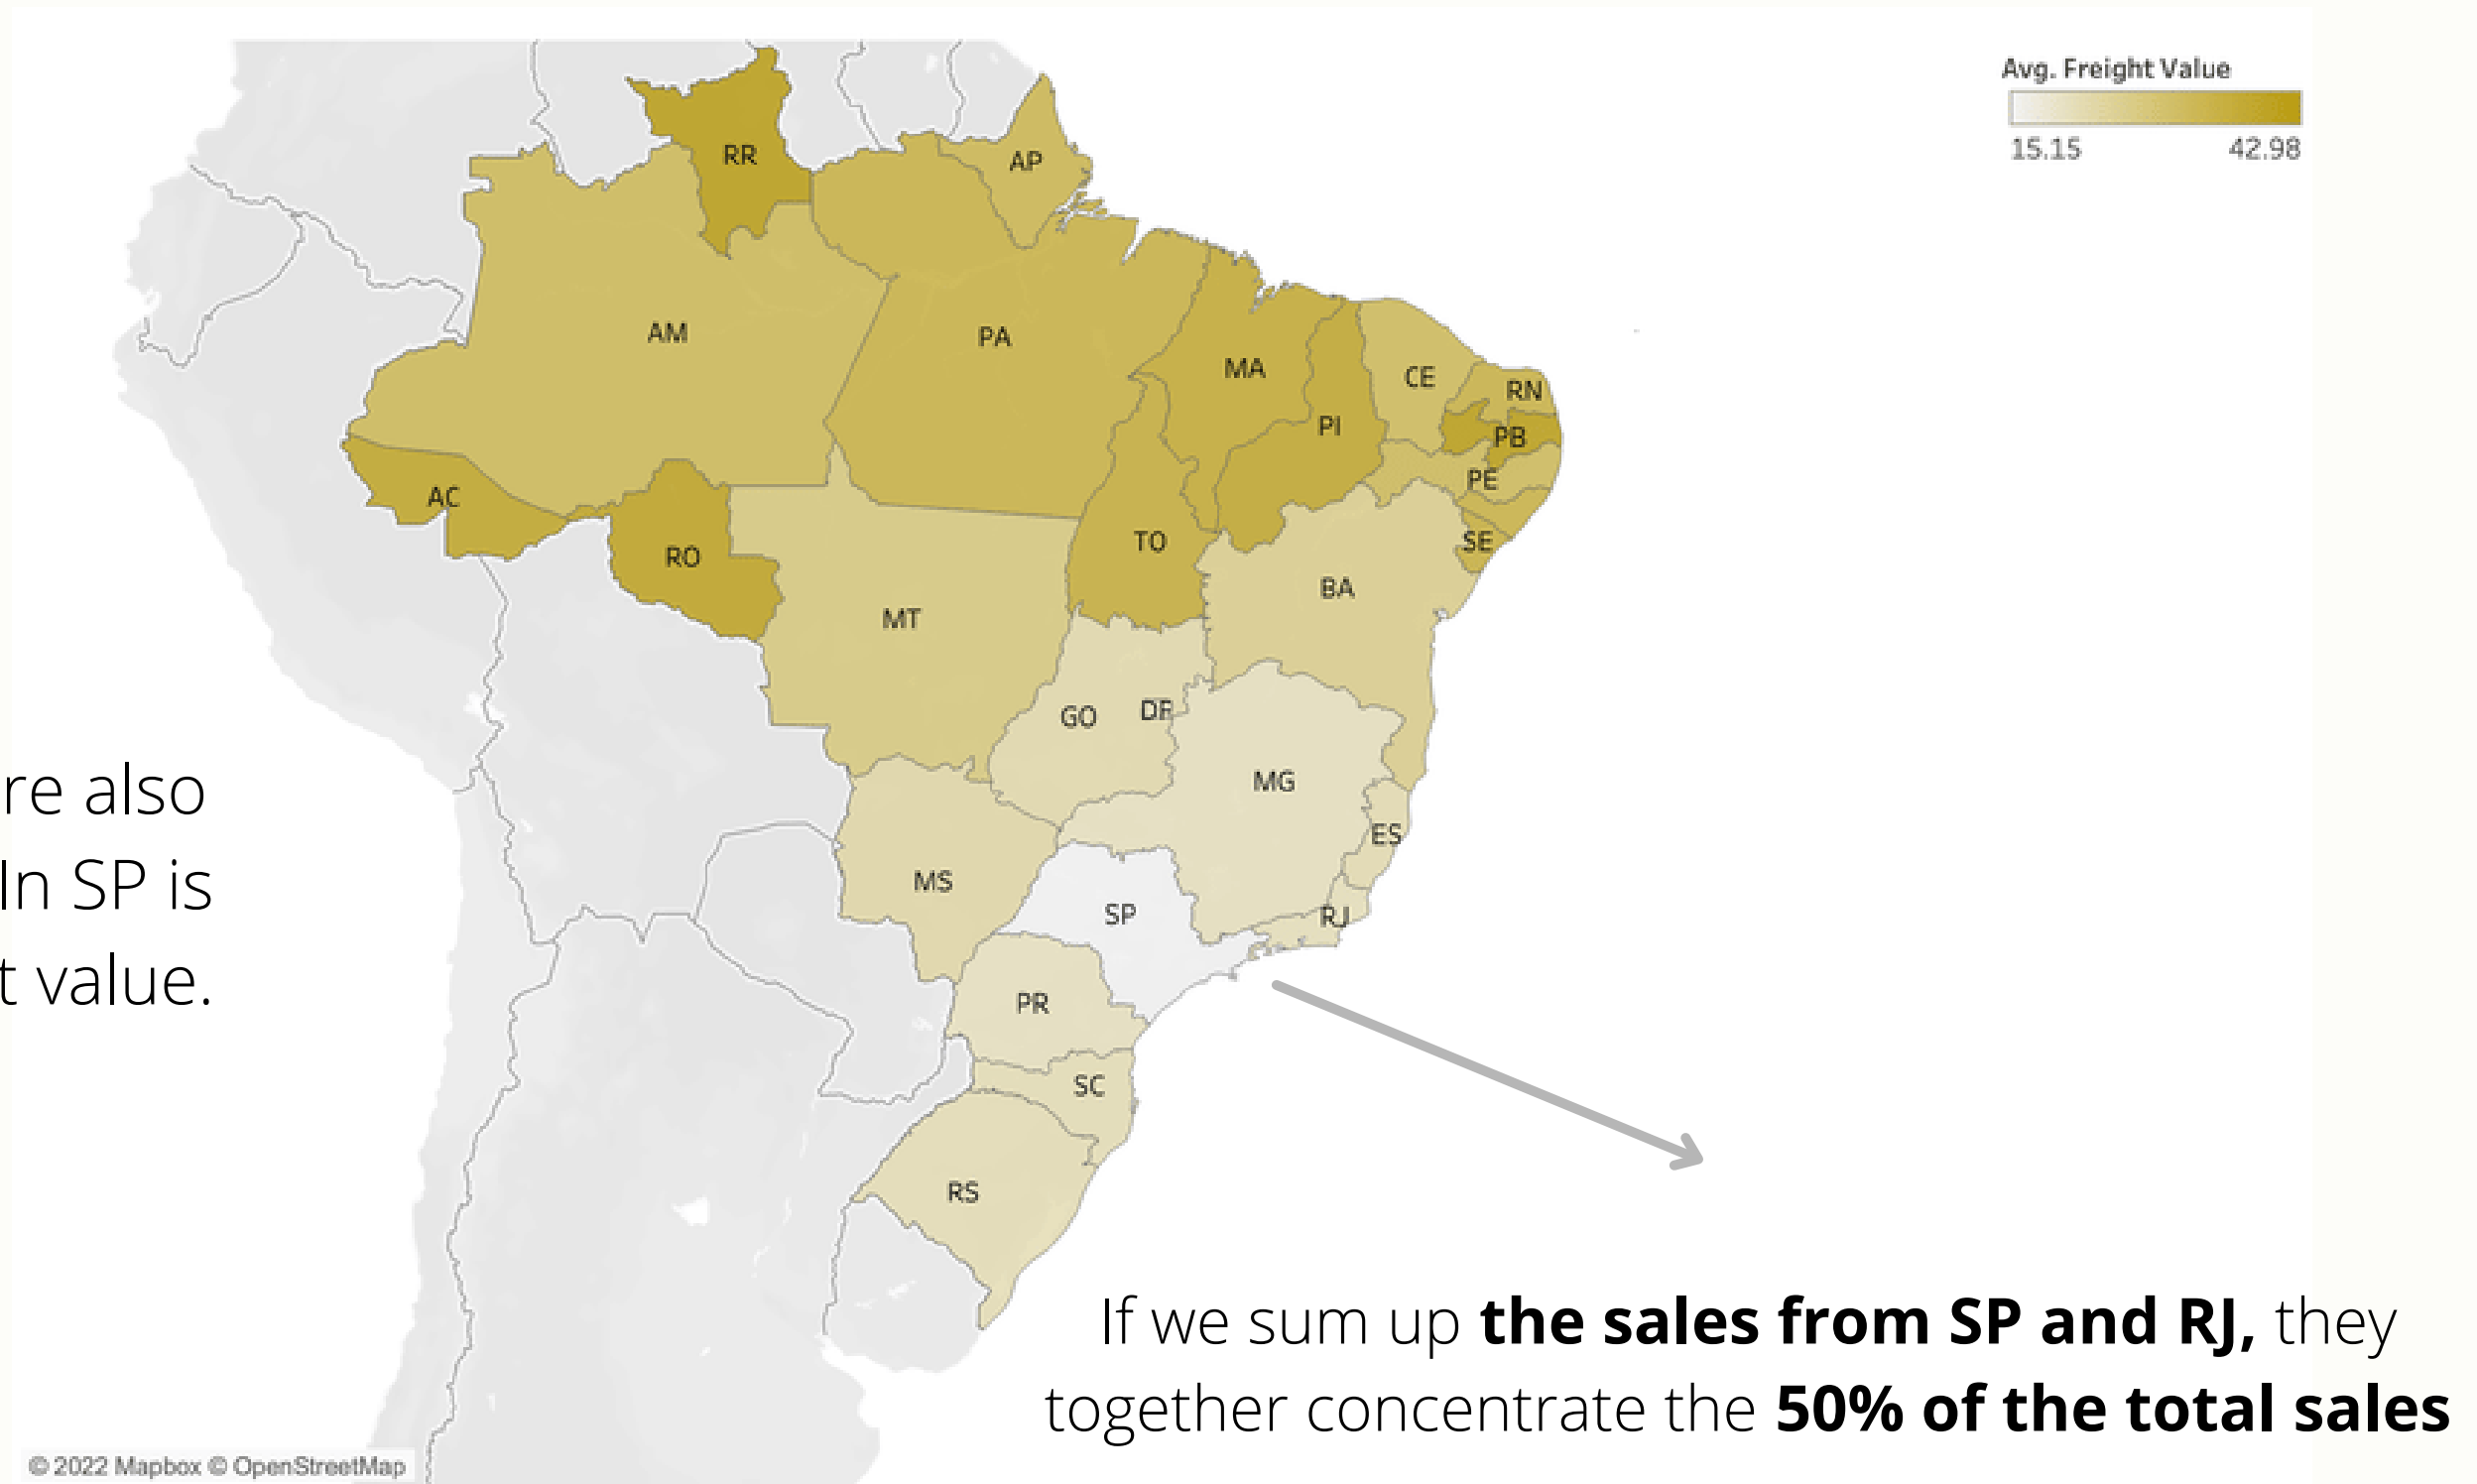 Avg. Freight Value
15.15 42.98
RR
AP
AM
PA
MA
CE
RN
PI
PB
PE
AC
TO
SE
RO
BA
MT
GO
DF
MG
ES
MS
SP
RJ
PR
SC
RS
re also
In SP is
t value.
If we sum up the sales from SP and RJ, they
together concentrate the 50% of the total sales
© 2022 Mapbox © OpenStreetMap